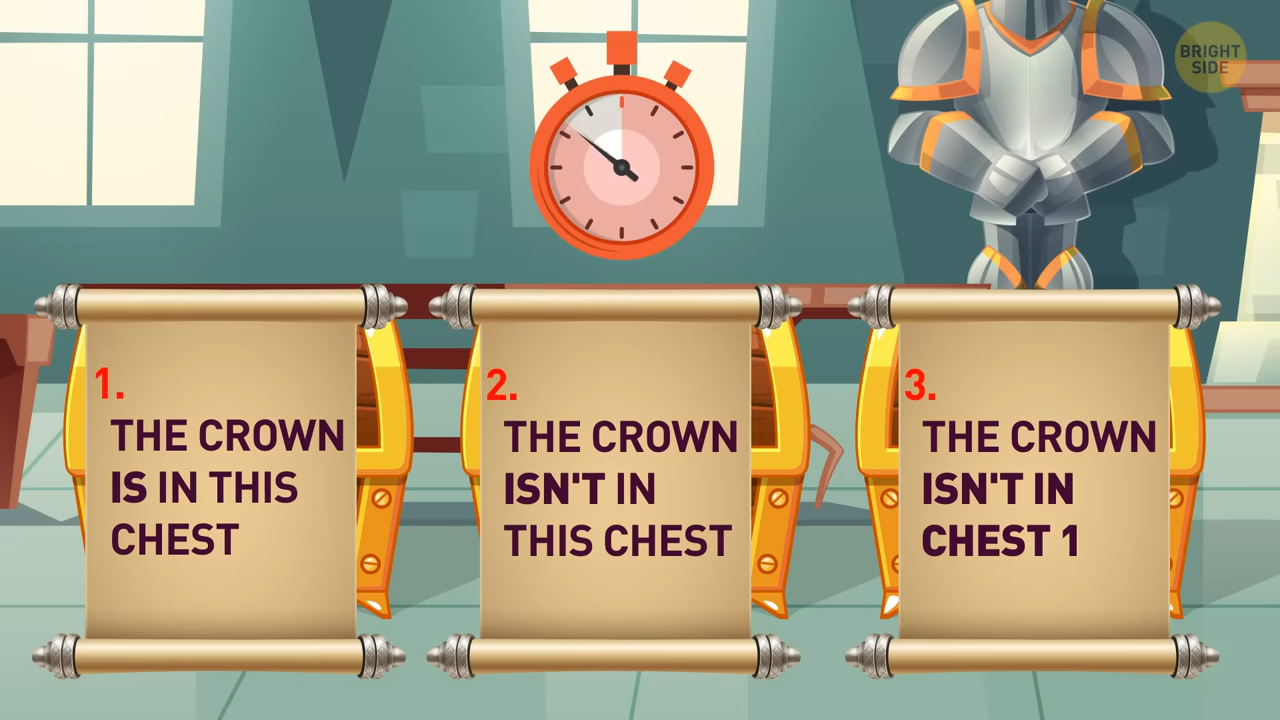 BRIGHT
SIDE
1.
THE CROWN
IS IN THIS
CHEST
2.
THE CROWN
ISN'T IN
THIS CHEST
3.
THE CROWN
ISN'T IN
CHEST 1